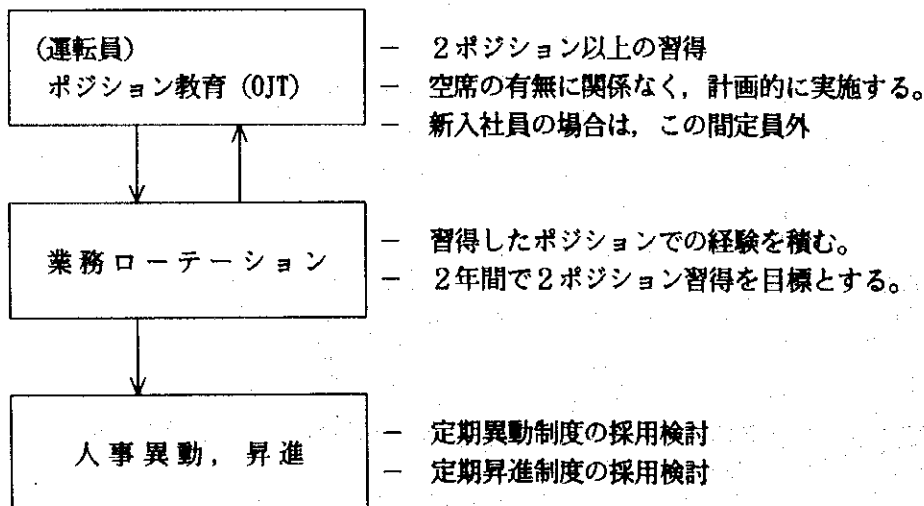 (運転員)
ポジション教育(OJT)
― 2ポジション以上の習得
― 空席の有無に関係なく,計画的に実施する。
― 新入社員の場合は,この間定員外
業務ローテーション
― 習得したポジションでの経験を積む。
― 2年間で2ポジション習得を目標とする。
人事異動,昇進
― 定期異動制度の採用検討
― 定期昇進制度の採用検討